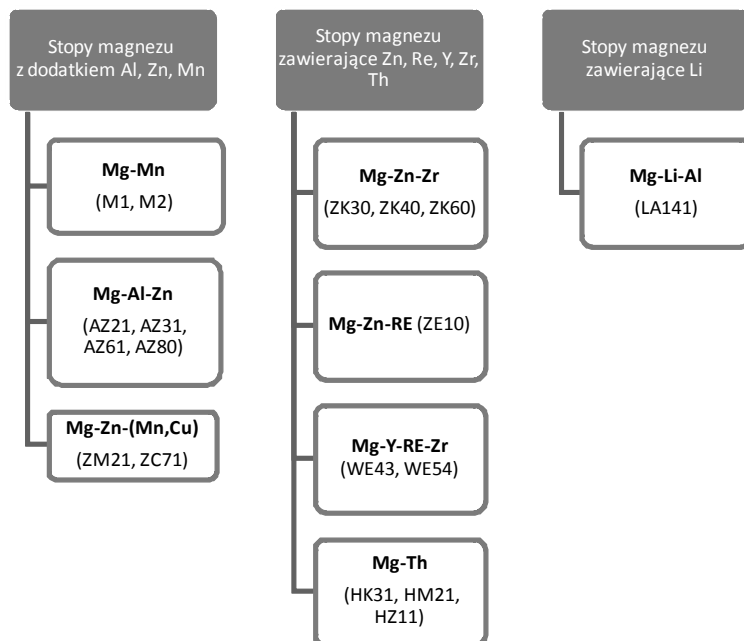 Stopy magnezu
z dodatkiem Al, Zn, Mn
Mg-Mn
(M1, M2)
Mg-Al-Zn
(AZ21, AZ31,
AZ61, AZ80)
Mg-Zn-(Mn,Cu)
(ZM21, ZC71)
Stopy magnezu
zawierające Zn, Re, Y, Zr,
Th
Mg-Zn-Zr
(ZK30, ZK40, ZK60)
Mg-Zn-RE (ZE10)
Mg-Y-RE-Zr
(WE43, WE54)
Mg-Th
(HK31, HM21,
HZ11)
Stopy magnezu
zawierające Li
Mg-Li-Al
(LA141)